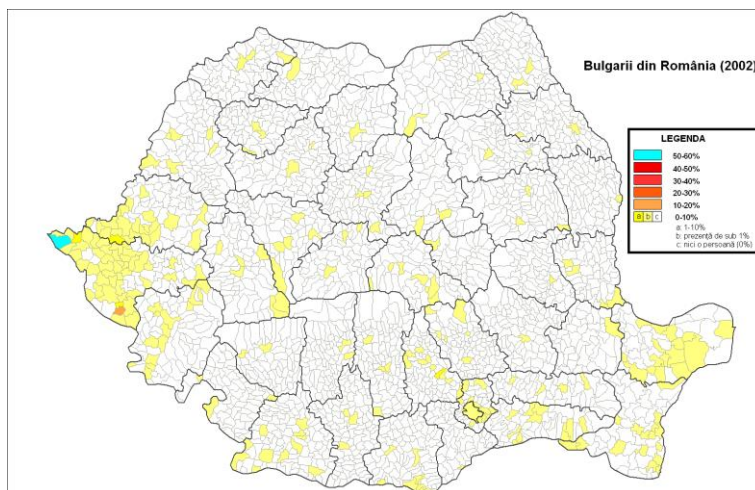 Bulgarii din România (2002)
LEGENDA
50-60%
40-50%
30-40%
20-30%
10-20%
a b c 0-10%
a: 1-10%
b: prezență de sub 1%
c: nici o persoană (0%)